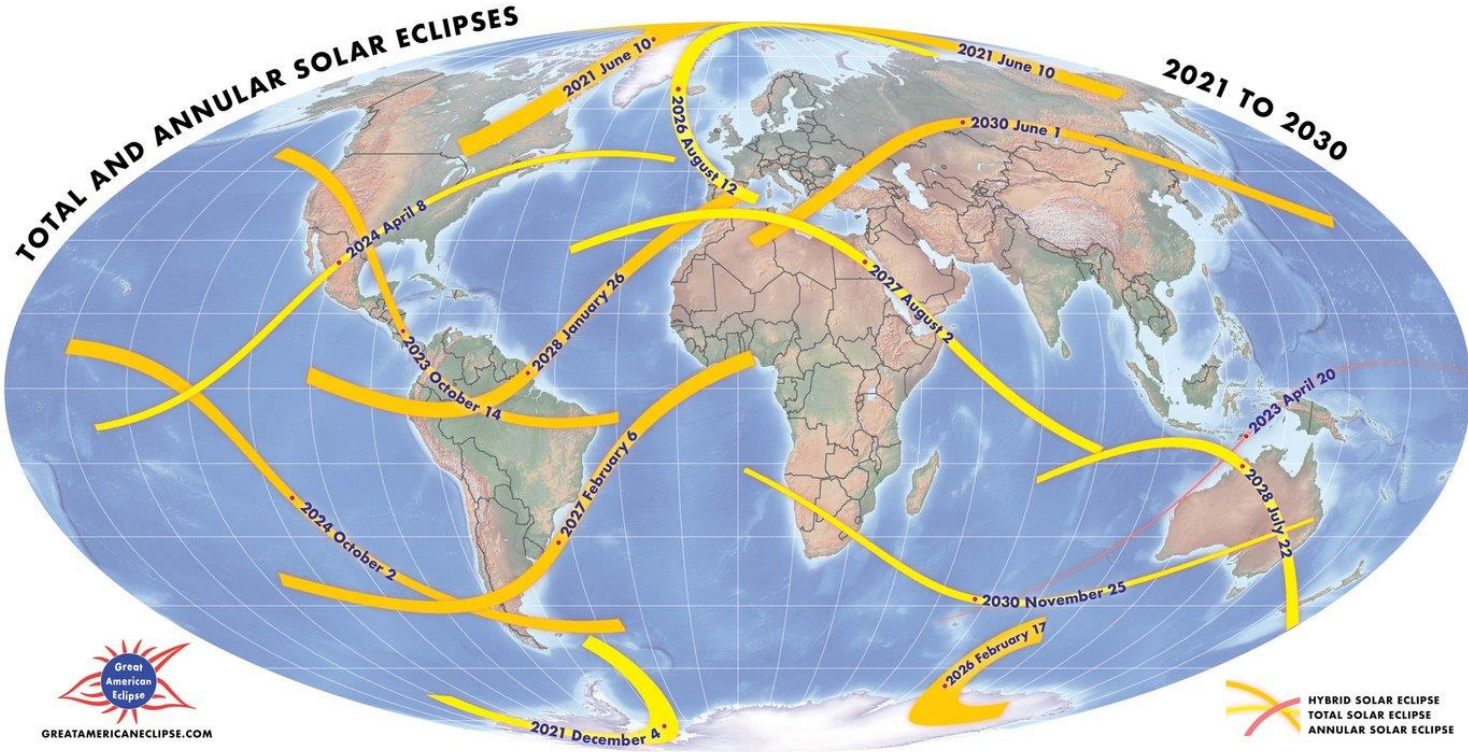 TOTAL AND ANNULAR SOLAR ECLIPSES
2021 TO 2030
2021 June 10
2021 June 10
2026 August 12
2030 June 1
2024 April 8
2027 August 2
2028 January 26
2023 October 14
2023 April 20
2027 February 6
2028 July 22
2024 October 2
2030 November 25
2026 February 17
2021 December 4
Great
American
Eclipse
GREATAMERICANECLIPSE.COM
HYBRID SOLAR ECLIPSE
TOTAL SOLAR ECLIPSE
ANNULAR SOLAR ECLIPSE